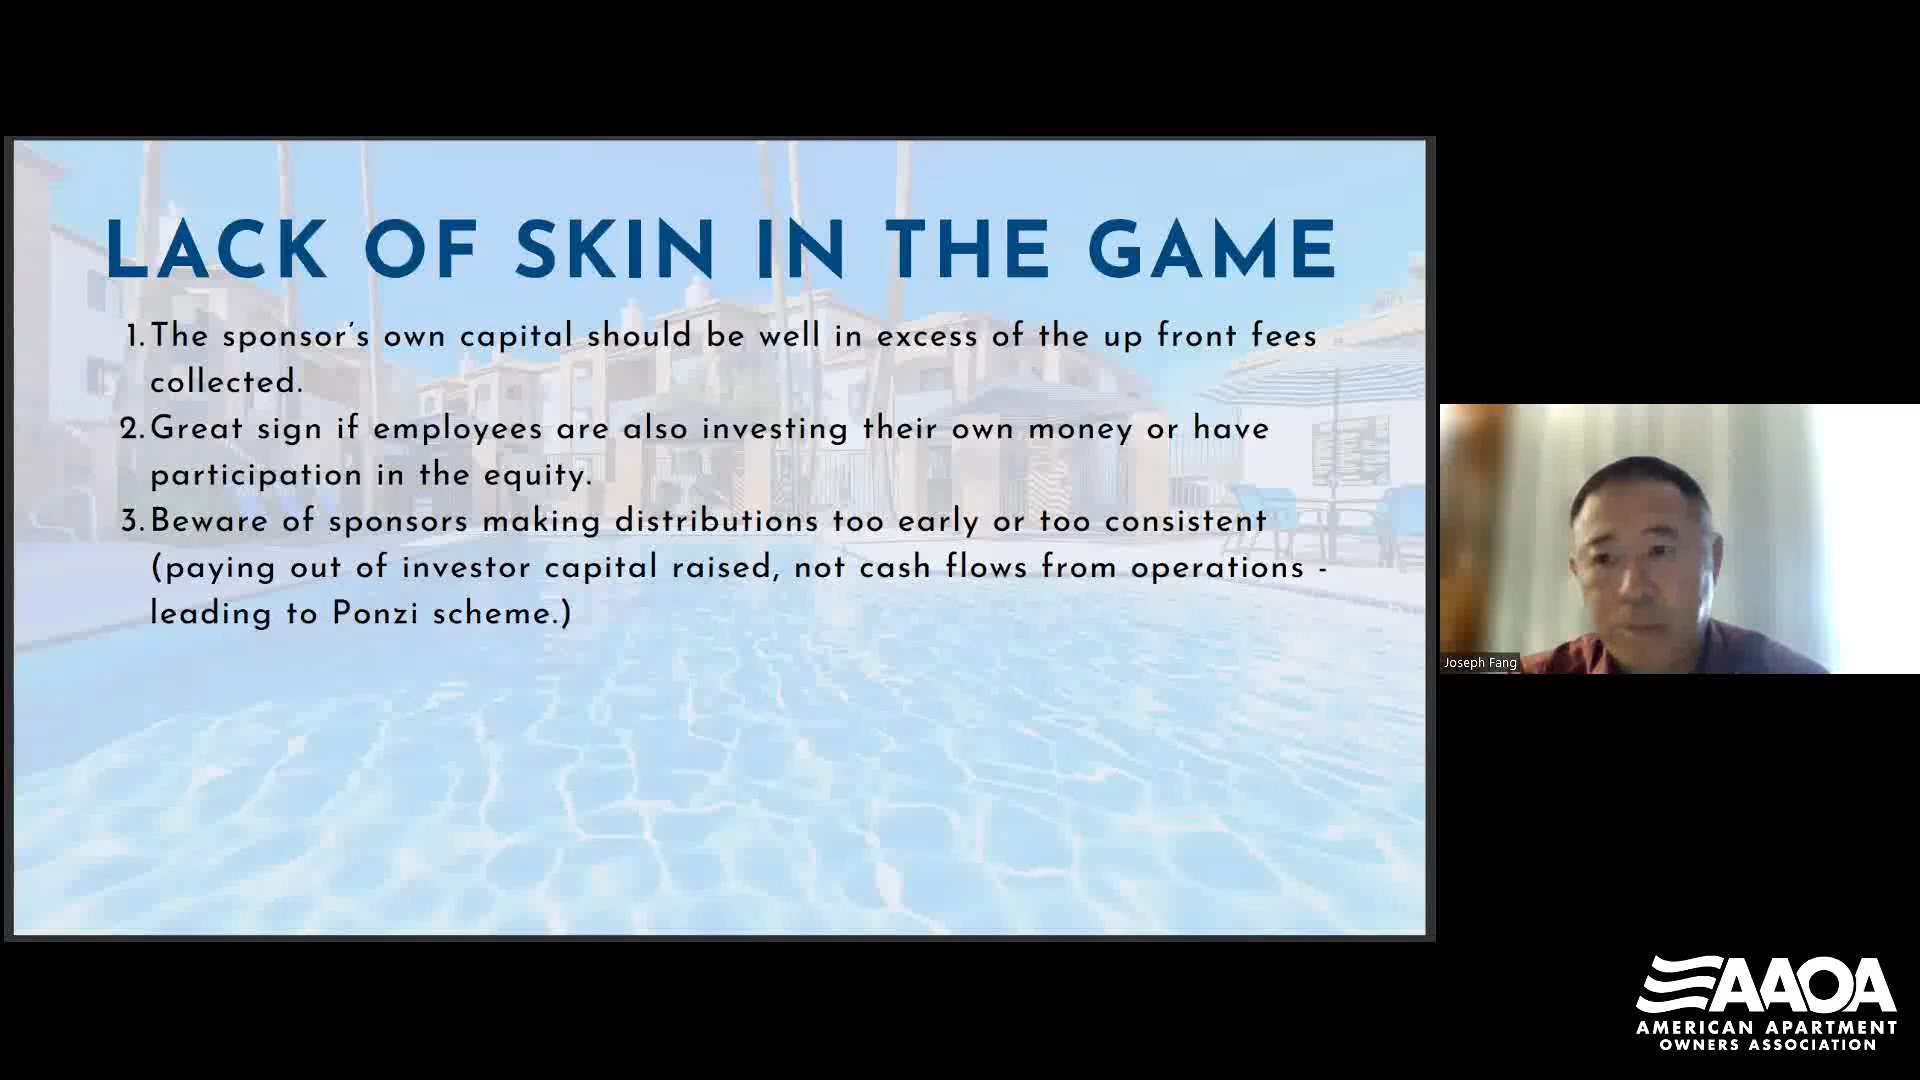 LACK OF SKIN IN THE GAME
1. The sponsor's own capital should be well in excess of the up front fees
collected.
2. Great sign if employees are also investing their own money or have
participation in the equity.
3. Beware of sponsors making distributions too early or too consistent
(paying out of investor capital raised, not cash flows from operations -
leading to Ponzi scheme.)
Joseph Fang
AAOA
AMERICAN APARTMENT
OWNERS ASSOCIATION